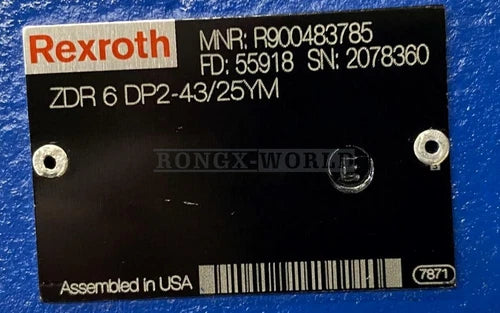 Rexroth
MNR: R900483785
FD: 55918 SN: 2078360
ZDR 6 DP2-43/25YM
RONGX-WORLD
E
Assembled in USA
7871